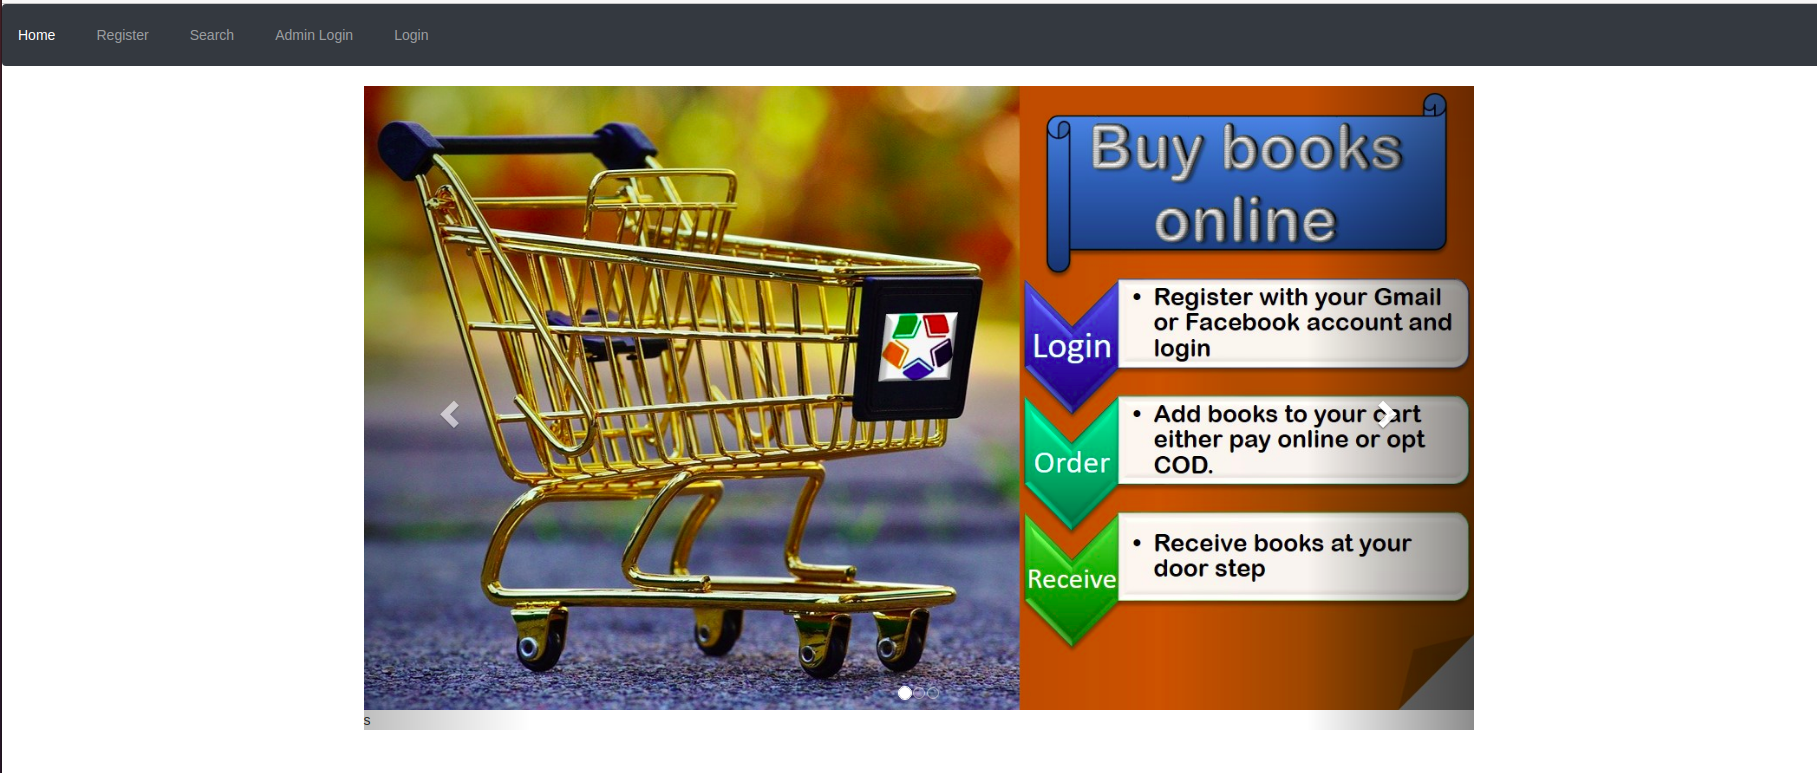 Home Register Search Admin Login Login
Buy books
online
Login
• Register with your Gmail
or Facebook account and
login
Order
• Add books to your cart
either pay online or opt
COD.
Receive
• Receive books at your
door step
s